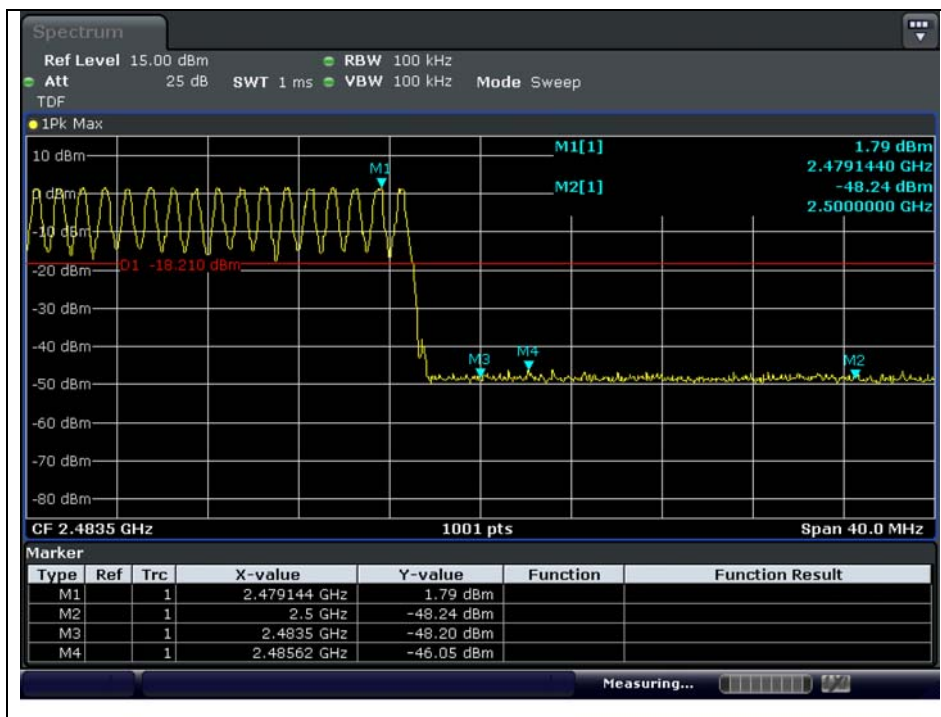 Spectrum
Ref Level 15.00 dBm RBW 100 kHz
Att 25 dB SWT 1 ms VBW 100 kHz Mode Sweep
TDF
1Pk Max
M1[1] 1.79 dBm
2.4791440 GHz
M2[1] -48.24 dBm
2.5000000 GHz
10 dBm
M1
0 dBm
-10 dBm
D1 -18.210 dBm
-20 dBm
-30 dBm
-40 dBm
M3 M4 M2
-50 dBm
-60 dBm
-70 dBm
-80 dBm
CF 2.4835 GHz 1001 pts Span 40.0 MHz
Marker
Type Ref Trc X-value Y-value Function Function Result
M1 1 2.479144 GHz 1.79 dBm
M2 1 2.5 GHz -48.24 dBm
M3 1 2.4835 GHz -48.20 dBm
M4 1 2.48562 GHz -46.05 dBm
Measuring...